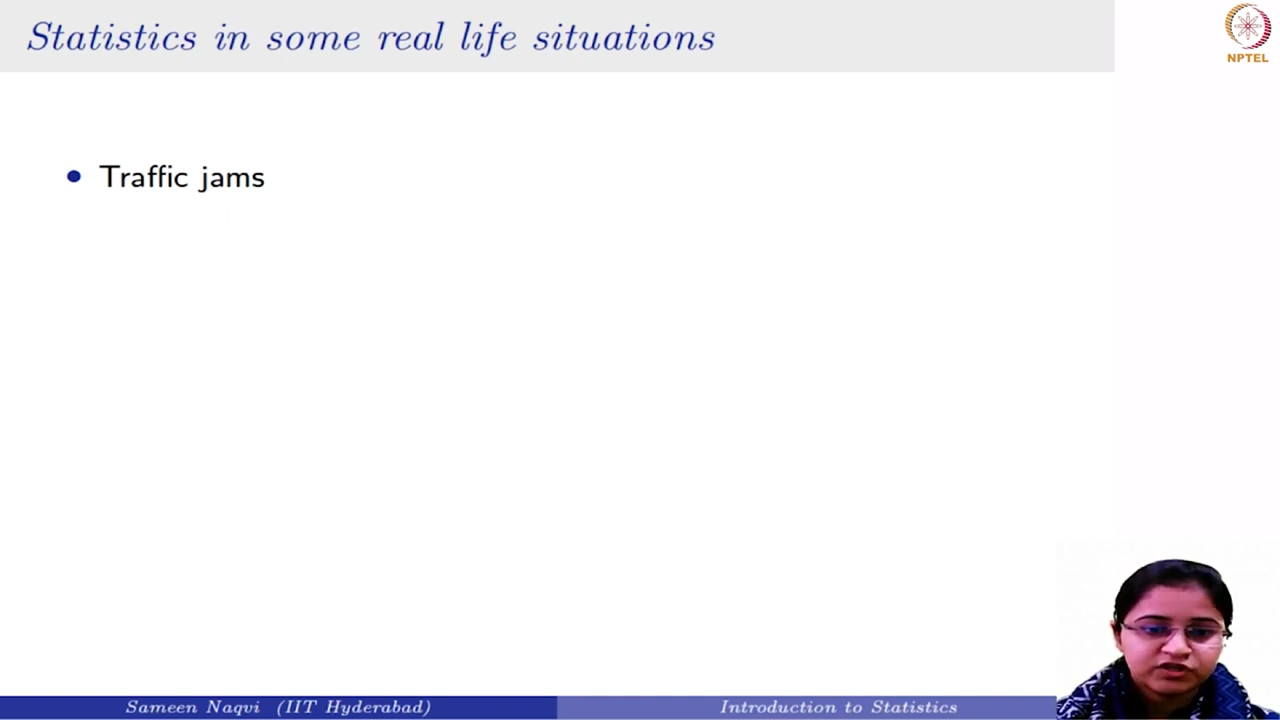 Statistics in some real life situations
NPTEL
• Traffic jams
Sameen Naqvi (IIT Hyderabad)
Introduction to Statistics